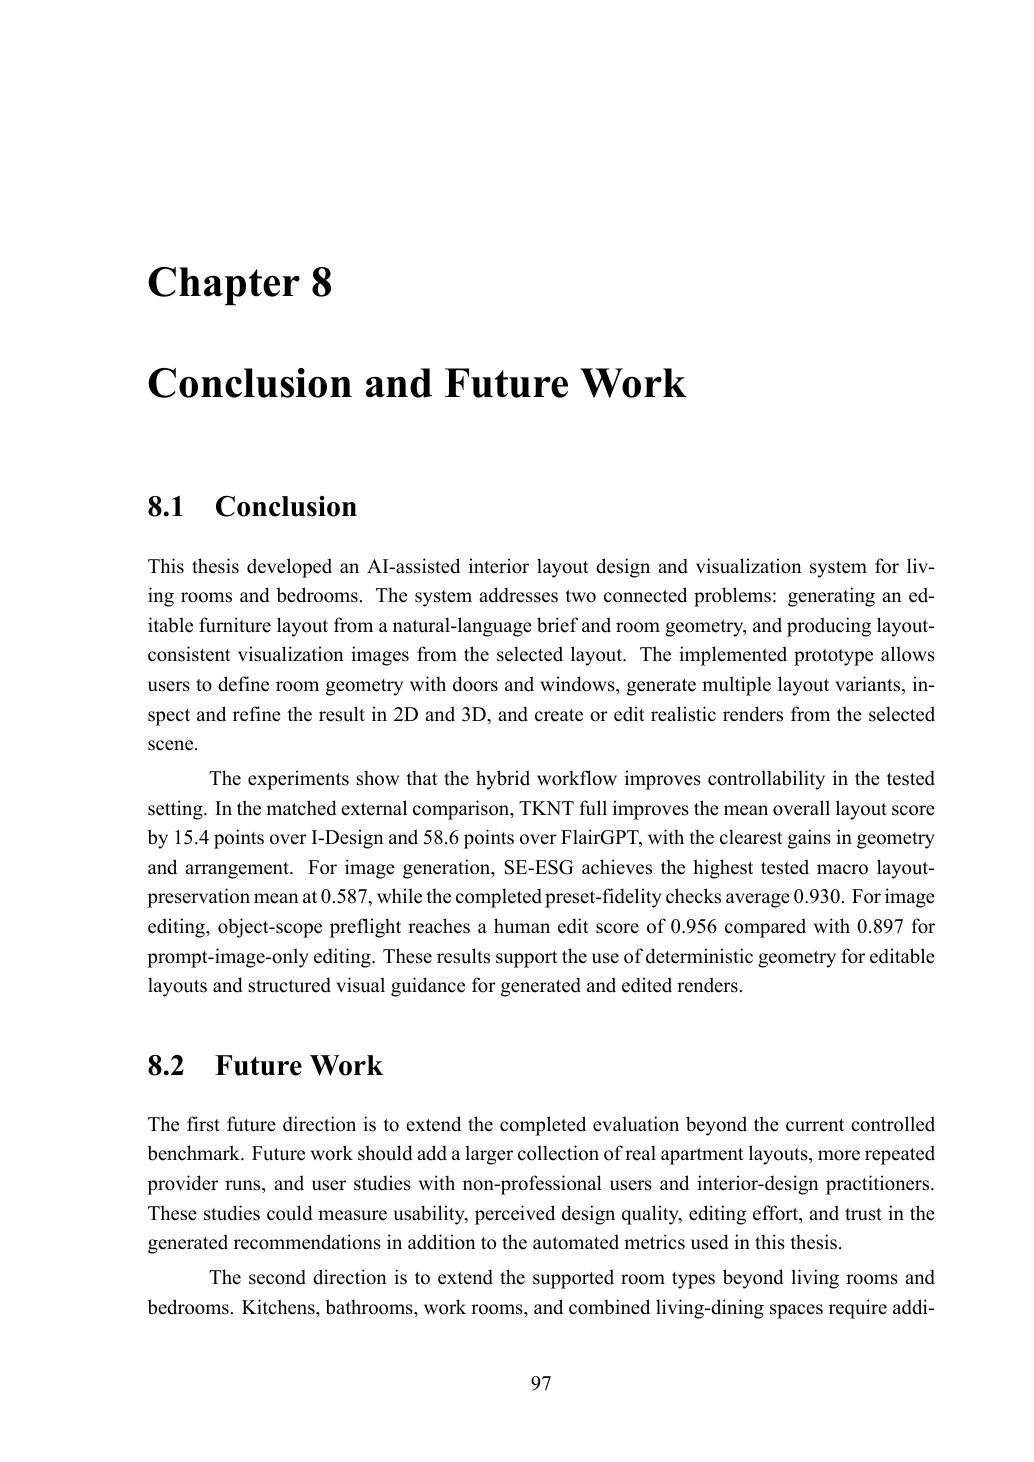 Chapter 8
Conclusion and Future Work
8.1 Conclusion
This thesis developed an AI-assisted interior layout design and visualization system for liv-
ing rooms and bedrooms. The system addresses two connected problems: generating an ed-
itable furniture layout from a natural-language brief and room geometry, and producing layout-
consistent visualization images from the selected layout. The implemented prototype allows
users to define room geometry with doors and windows, generate multiple layout variants, in-
spect and refine the result in 2D and 3D, and create or edit realistic renders from the selected
scene.
The experiments show that the hybrid workflow improves controllability in the tested
setting. In the matched external comparison, TKNT full improves the mean overall layout score
by 15.4 points over I-Design and 58.6 points over FlairGPT, with the clearest gains in geometry
and arrangement. For image generation, SE-ESG achieves the highest tested macro layout-
preservation mean at 0.587, while the completed preset-fidelity checks average 0.930. For image
editing, object-scope preflight reaches a human edit score of 0.956 compared with 0.897 for
prompt-image-only editing. These results support the use of deterministic geometry for editable
layouts and structured visual guidance for generated and edited renders.
8.2 Future Work
The first future direction is to extend the completed evaluation beyond the current controlled
benchmark. Future work should add a larger collection of real apartment layouts, more repeated
provider runs, and user studies with non-professional users and interior-design practitioners.
These studies could measure usability, perceived design quality, editing effort, and trust in the
generated recommendations in addition to the automated metrics used in this thesis.
The second direction is to extend the supported room types beyond living rooms and
bedrooms. Kitchens, bathrooms, work rooms, and combined living-dining spaces require addi-
97